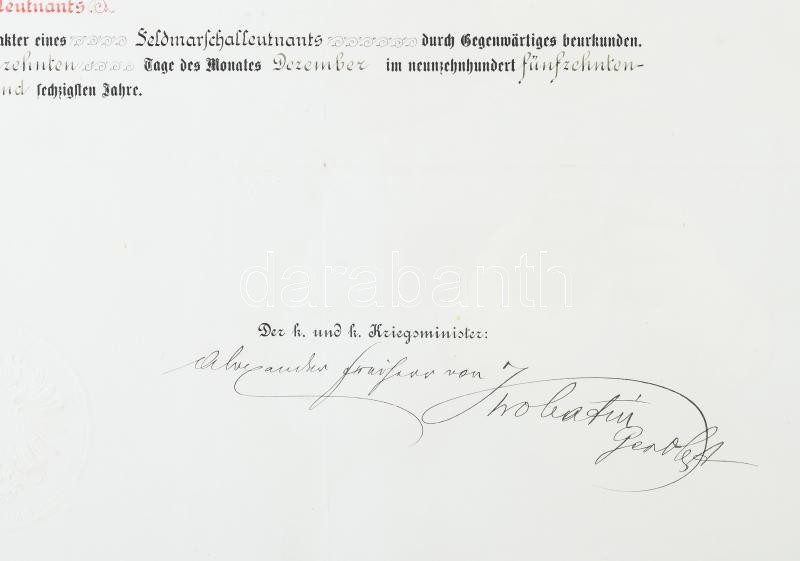 leutnants
akter eines Feldmarschalleutnants durch Gegenwärtiges beurkunden.
zehnten Tage des Monates Dezember im neunzehnhundert fünfzehnten-
nd sechzigsten Jahre.
darabanth
Der k. und k. Kriegsminister:
Alexander Freiherr von Krobatin